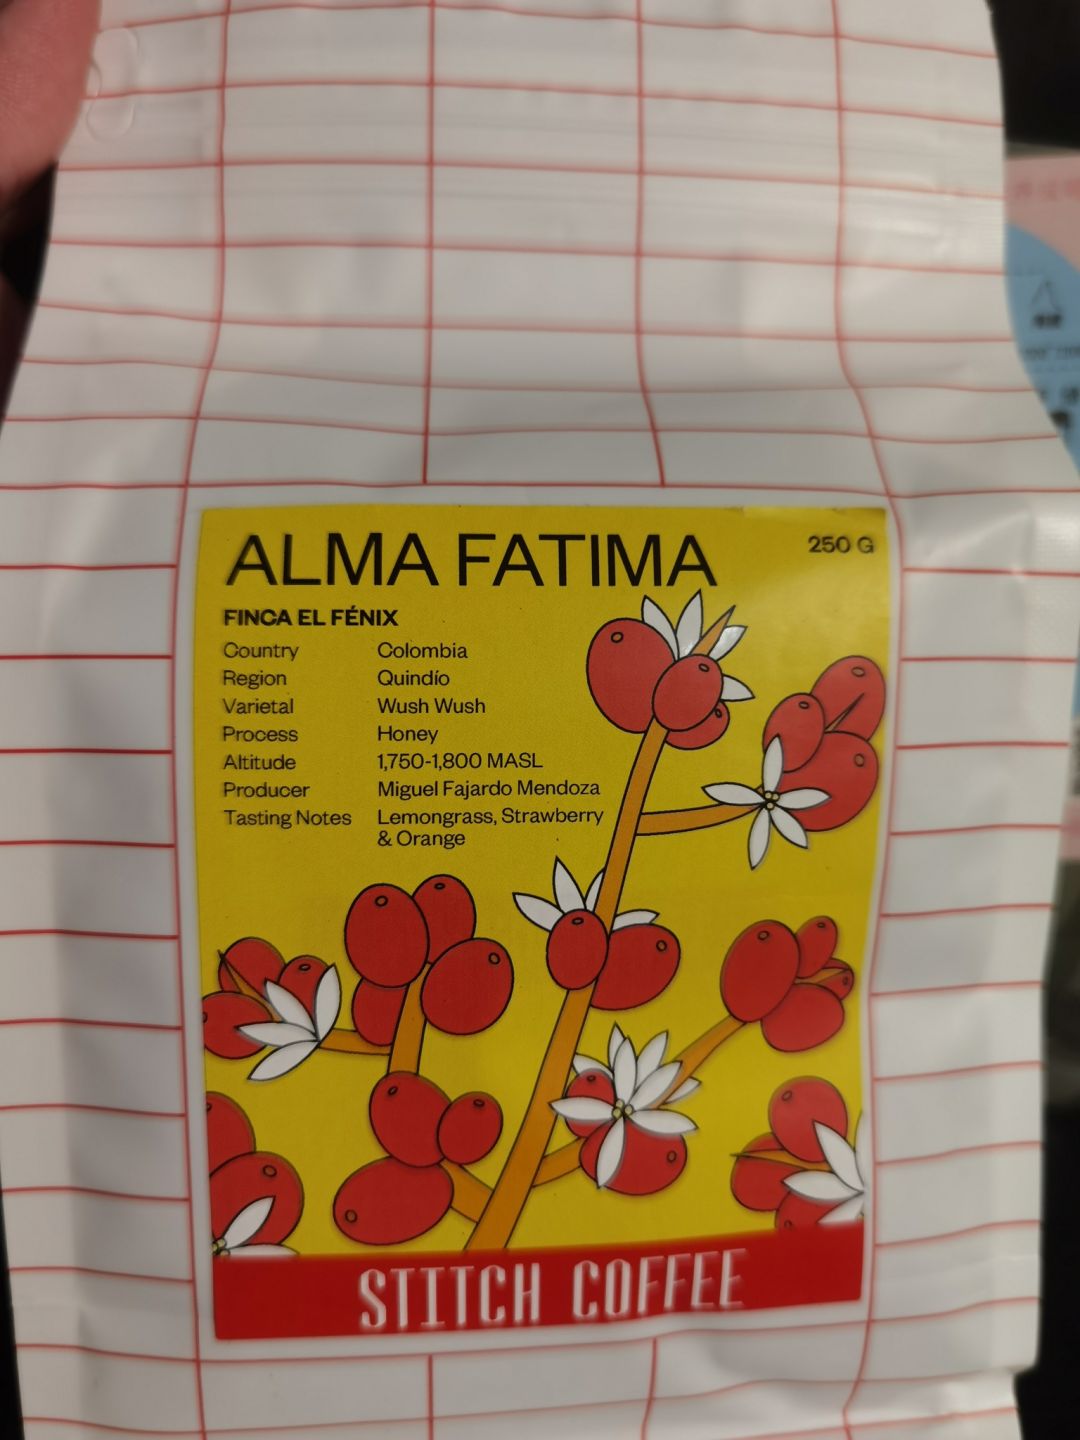 ALMA FATIMA
250 G
FINCA EL FÉNIX
Country Colombia
Region Quindío
Varietal Wush Wush
Process Honey
Altitude 1,750-1,800 MASL
Producer Miguel Fajardo Mendoza
Tasting Notes Lemongrass, Strawberry
& Orange
STITCH COFFEE